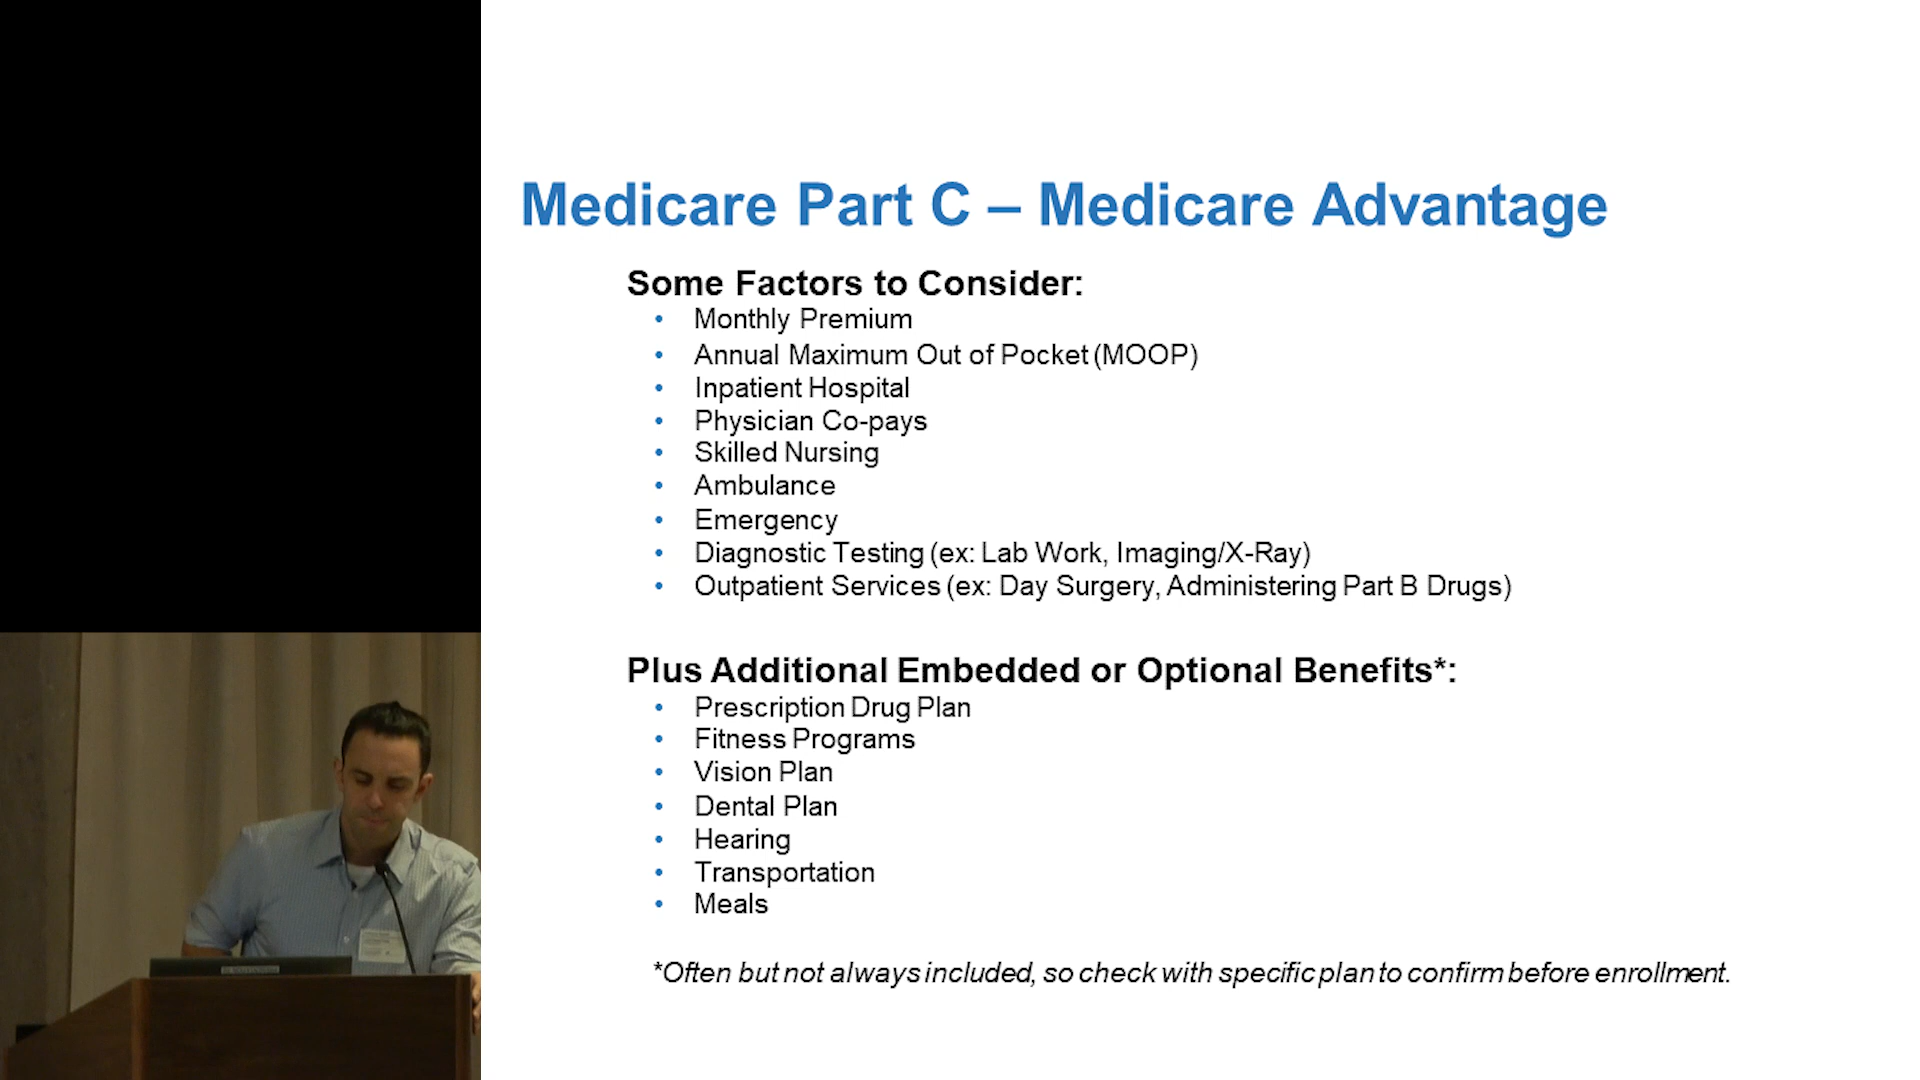 Medicare Part C – Medicare Advantage
Some Factors to Consider:
• Monthly Premium
• Annual Maximum Out of Pocket (MOOP)
• Inpatient Hospital
• Physician Co-pays
• Skilled Nursing
• Ambulance
• Emergency
• Diagnostic Testing (ex: Lab Work, Imaging/X-Ray)
• Outpatient Services (ex: Day Surgery, Administering Part B Drugs)
Plus Additional Embedded or Optional Benefits*:
• Prescription Drug Plan
• Fitness Programs
• Vision Plan
• Dental Plan
• Hearing
• Transportation
• Meals
*Often but not always included, so check with specific plan to confirm before enrollment.